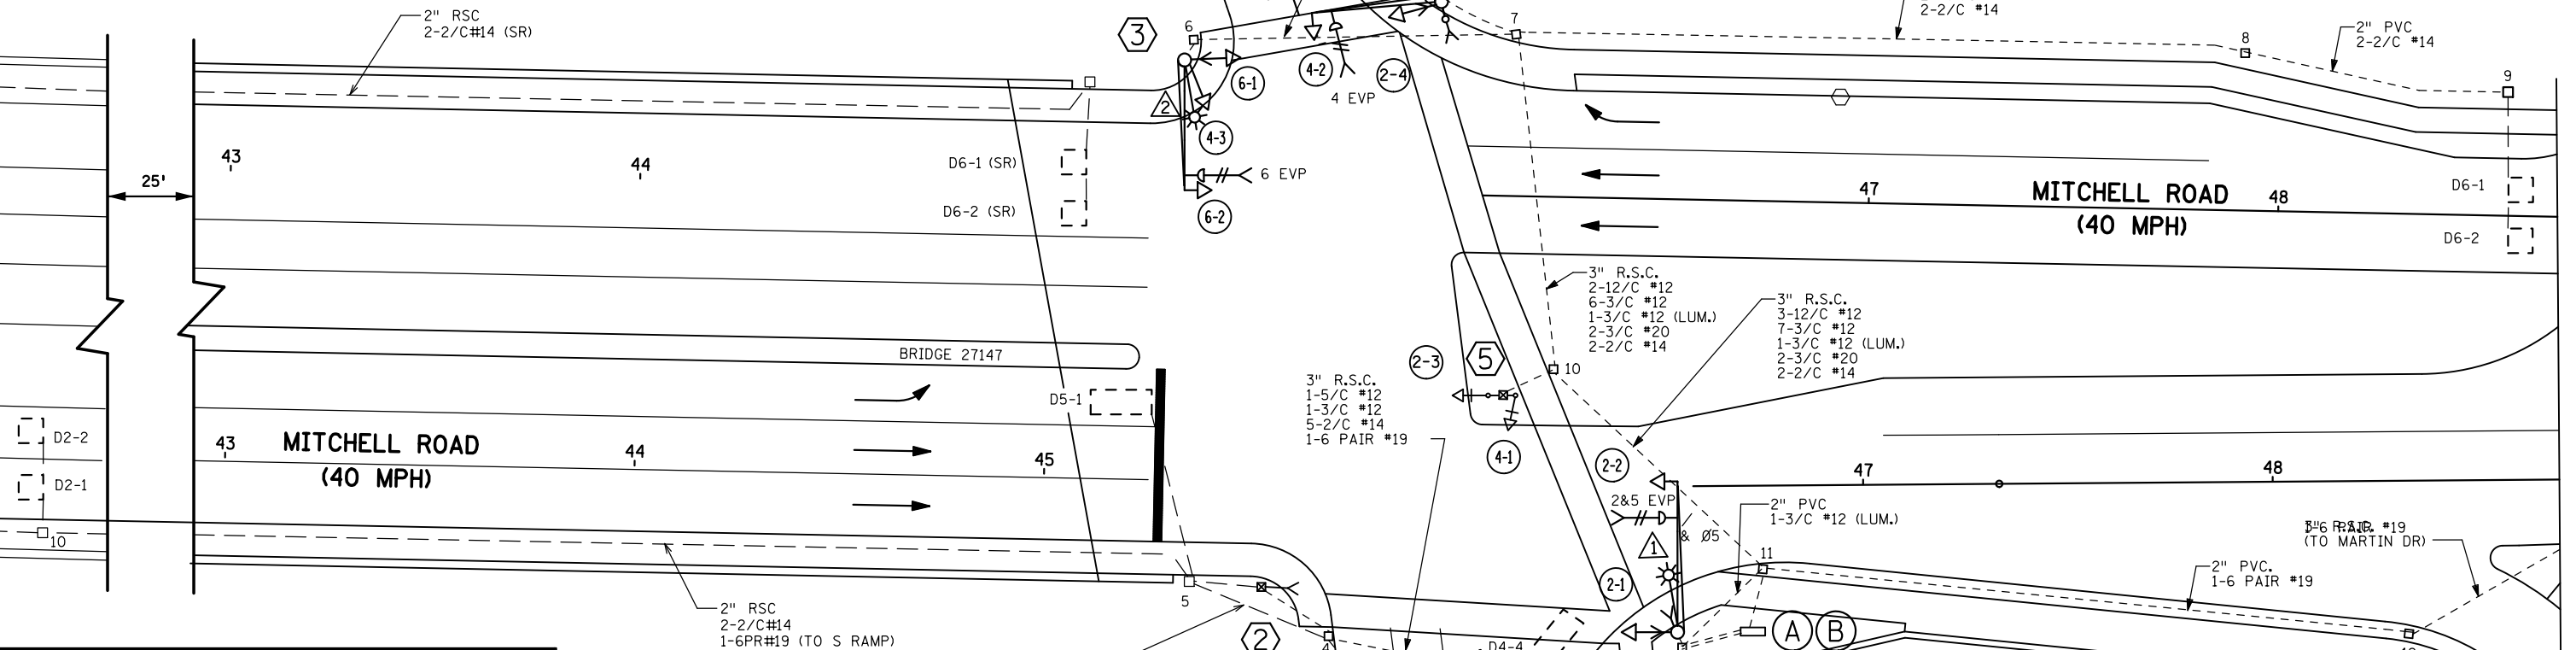 2" RSC
2-2/C#14 (SR)
3
6
6-1
2
4-3
4-2
4 EVP
2-4
7
2-2/C #14
8
2" PVC
2-2/C #14
9
43
44
25'
D6-1 (SR)
D6-2 (SR)
6 EVP
6-2
47
MITCHELL ROAD
(40 MPH)
48
D6-1
D6-2
3" R.S.C.
2-12/C #12
6-3/C #12
1-3/C #12 (LUM.)
2-3/C #20
2-2/C #14
3" R.S.C.
3-12/C #12
7-3/C #12
1-3/C #12 (LUM.)
2-3/C #20
2-2/C #14
BRIDGE 27147
2-3
5
10
3" R.S.C.
1-5/C #12
1-3/C #12
5-2/C #14
1-6 PAIR #19
D5-1
4-1
2-2
D2-2
D2-1
43
MITCHELL ROAD
(40 MPH)
44
45
47
48
2&5 EVP
& Ø5
2" PVC
1-3/C #12 (LUM.)
(TO MARTIN DR)
10
1
11
2-1
2" PVC.
1-6 PAIR #19
5
2" RSC
2-2/C#14
1-6PR#19 (TO S RAMP)
2
4
D4-4
A
B